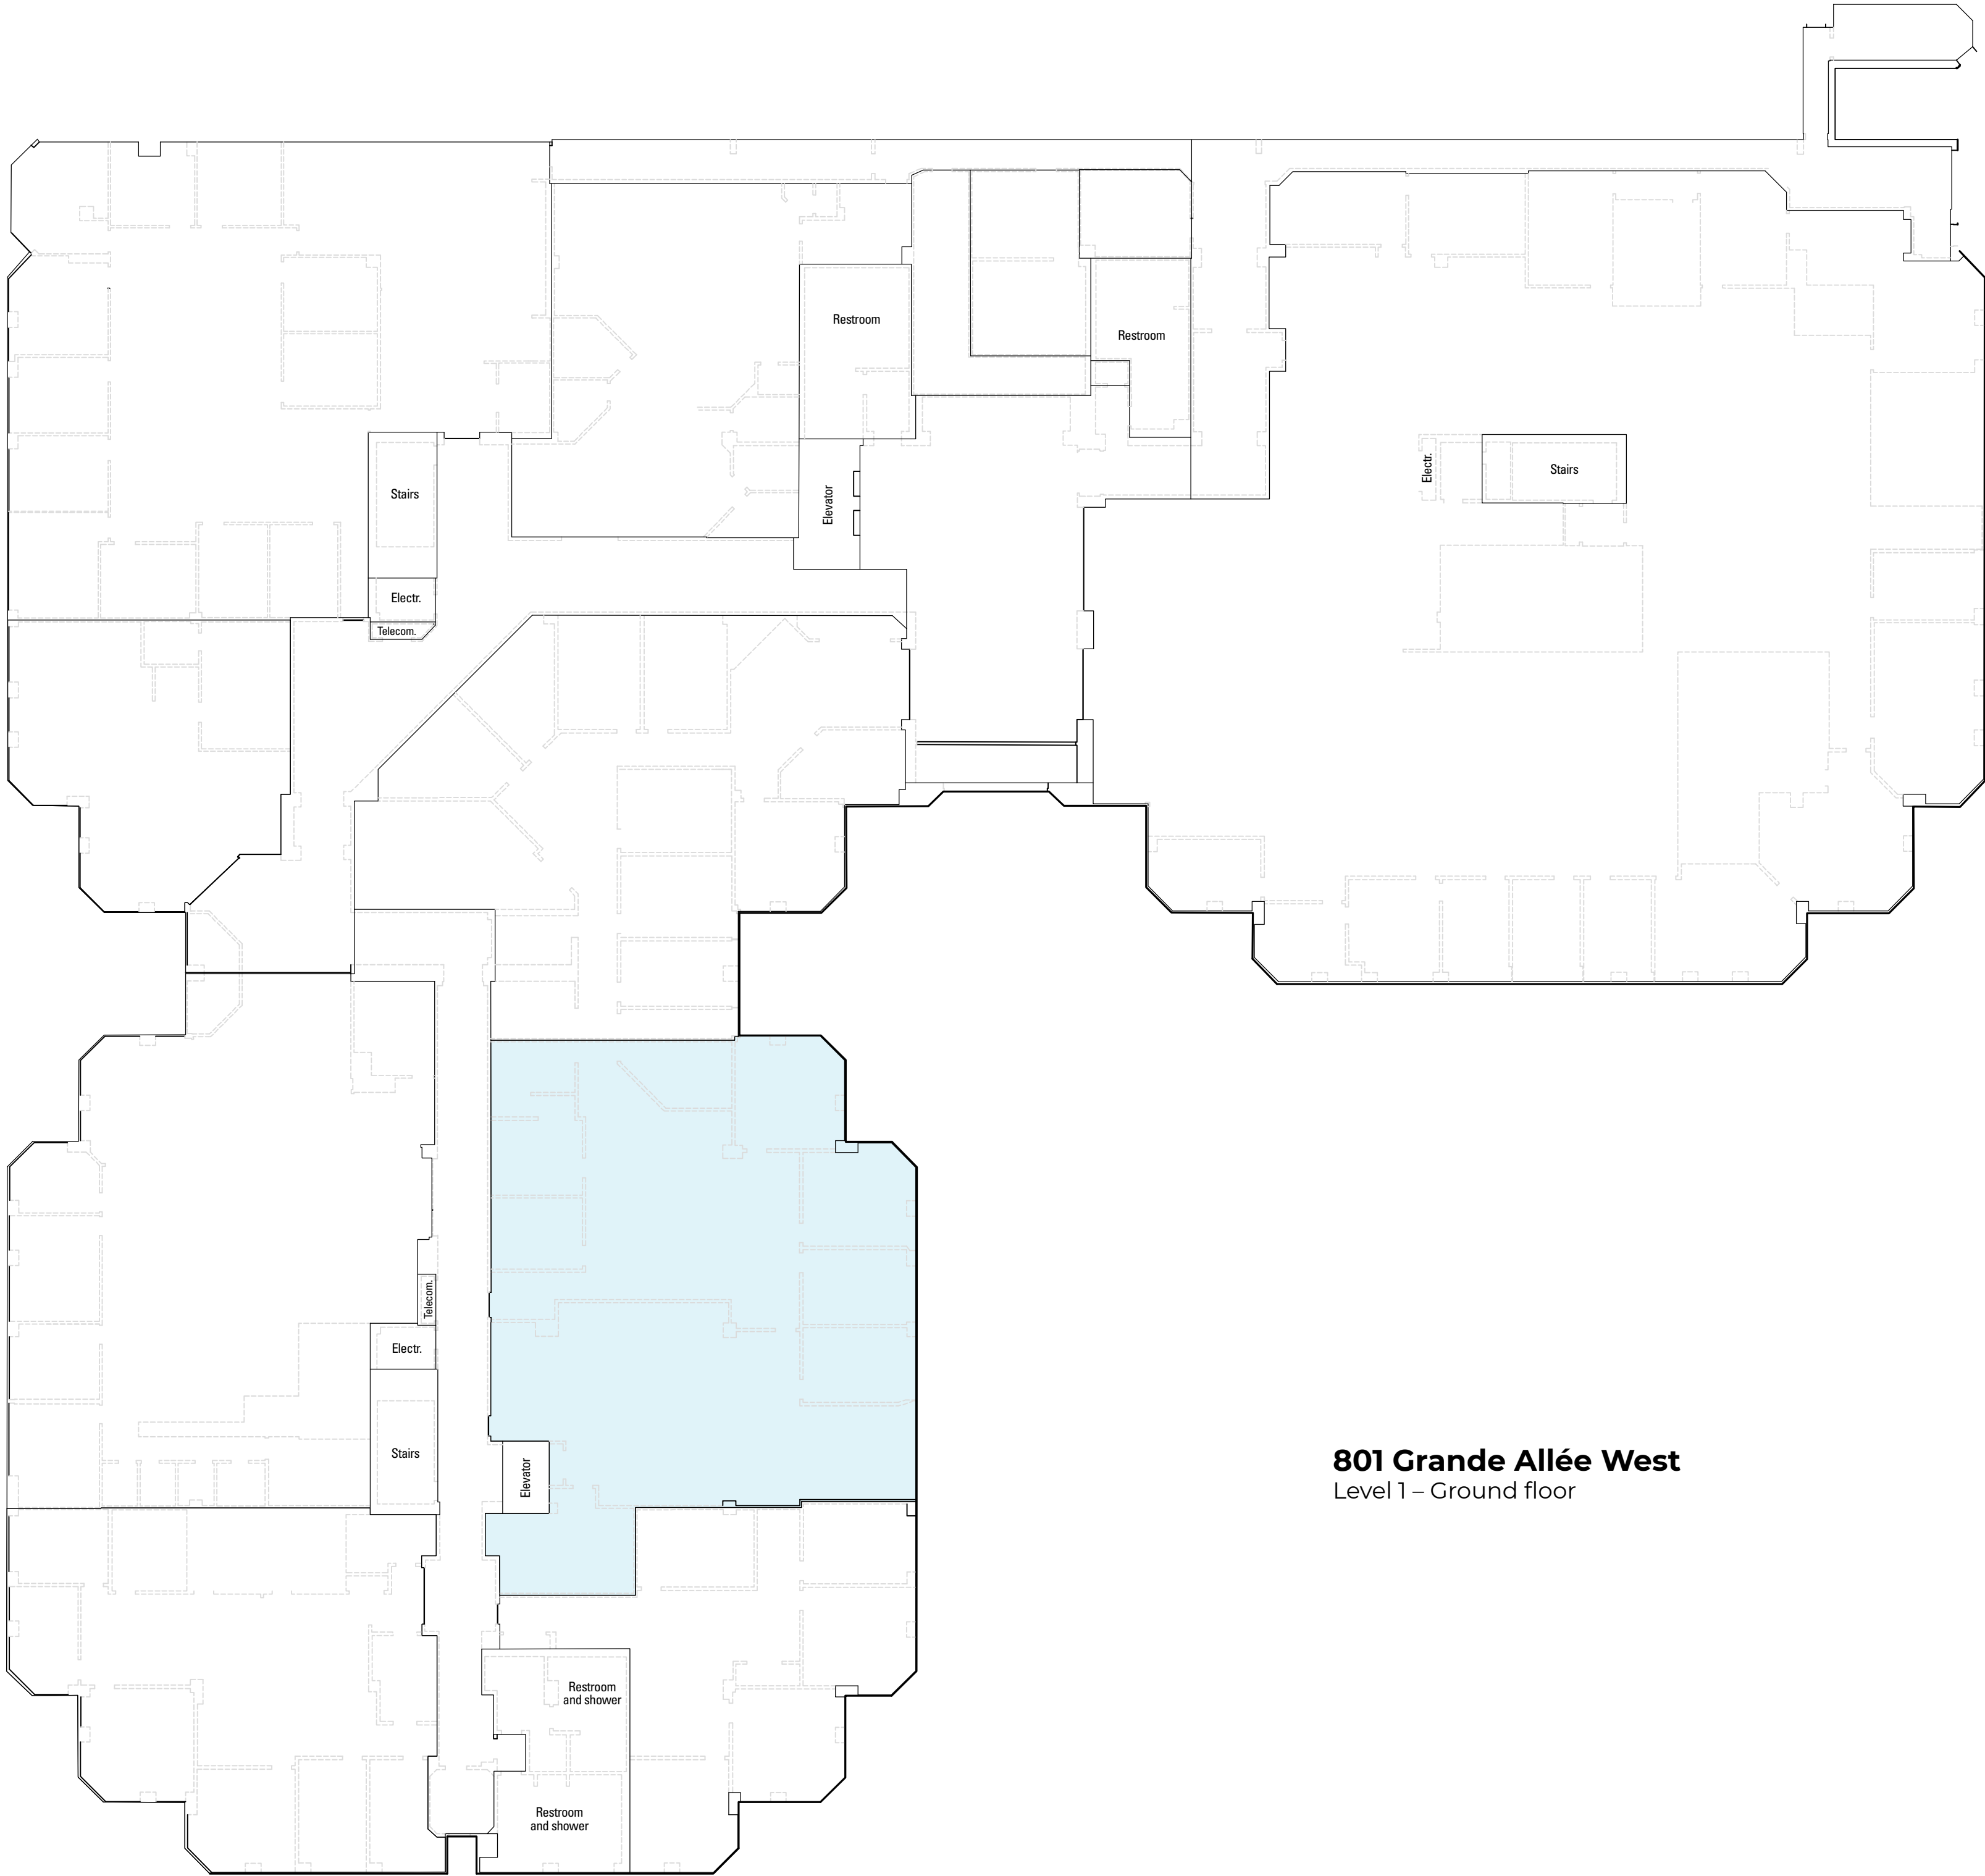 Restroom
Restroom
Stairs
Elevator
Electr.
Stairs
Electr.
Telecom.
Telecom.
Electr.
Stairs
Elevator
801 Grande Allée West
Level 1 – Ground floor
Restroom
and shower
Restroom
and shower